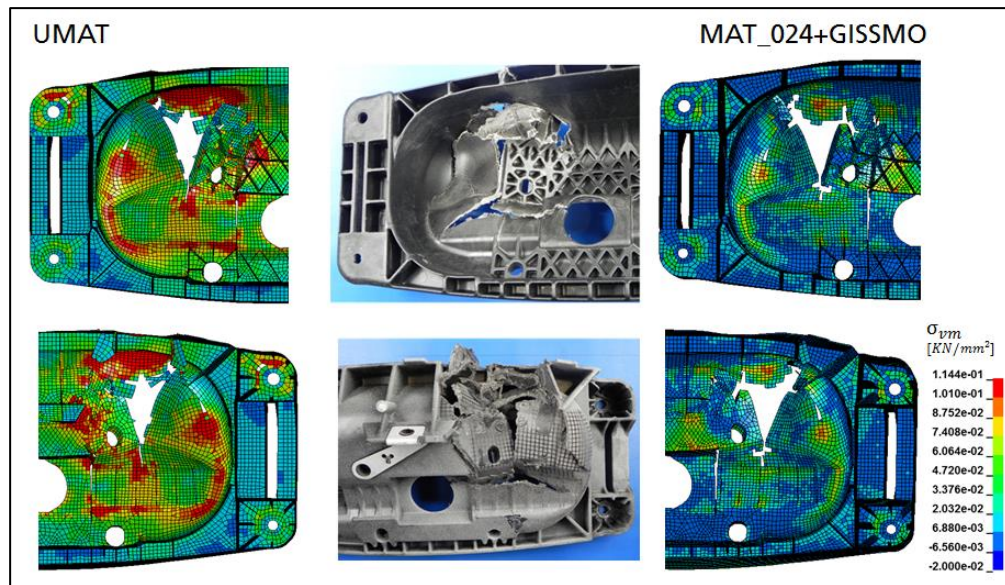 UMAT
MAT_024+GISSMO
σvm
[KN/mm²]
1.144e-01
1.010e-01
8.752e-02
7.408e-02
6.064e-02
4.720e-02
3.376e-02
2.032e-02
6.880e-03
-6.560e-03
-2.000e-02